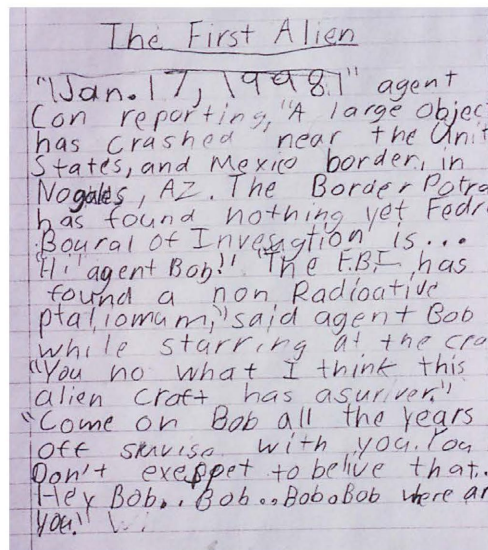 The First Alien
"Jan. 17, 1998," agent
Con reporting, "A large Objec
has crashed near the Unit
States, and Mexico border, in
Nogales, AZ. The Border Potra
has found nothing yet Fedr
Boural of Invesgtion is...
"Hi" agent Bob!" "The F.B.I has
found a non Radioative
ptaliomum," said agent Bob
while starring at the cra
"You no what I think this
alien craft has asuriver."
"Come on Bob all the years
off with you. You
Don't exeppet to belive that.
Hey Bob.. Bob..Bob.Bob where ar
you."